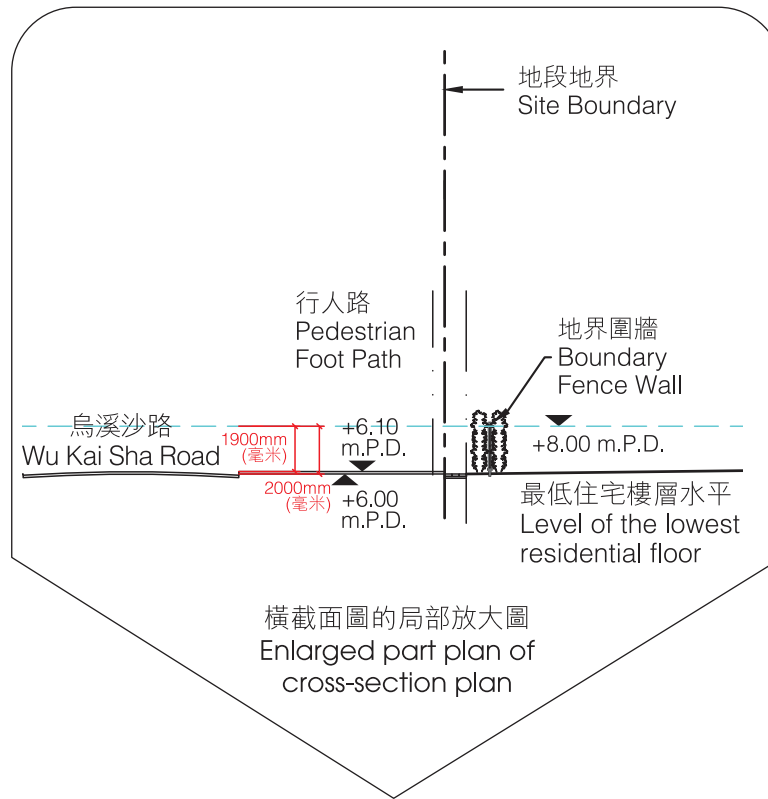 地段地界
Site Boundary
行人路
Pedestrian
Foot Path
地界圍牆
Boundary
Fence Wall
烏溪沙路
Wu Kai Sha Road
1900mm
(毫米)
+6.10
m.P.D.
+8.00 m.P.D.
2000mm
(毫米)
+6.00
m.P.D.
最低住宅樓層水平
Level of the lowest
residential floor
橫截面圖的局部放大圖
Enlarged part plan of
cross-section plan